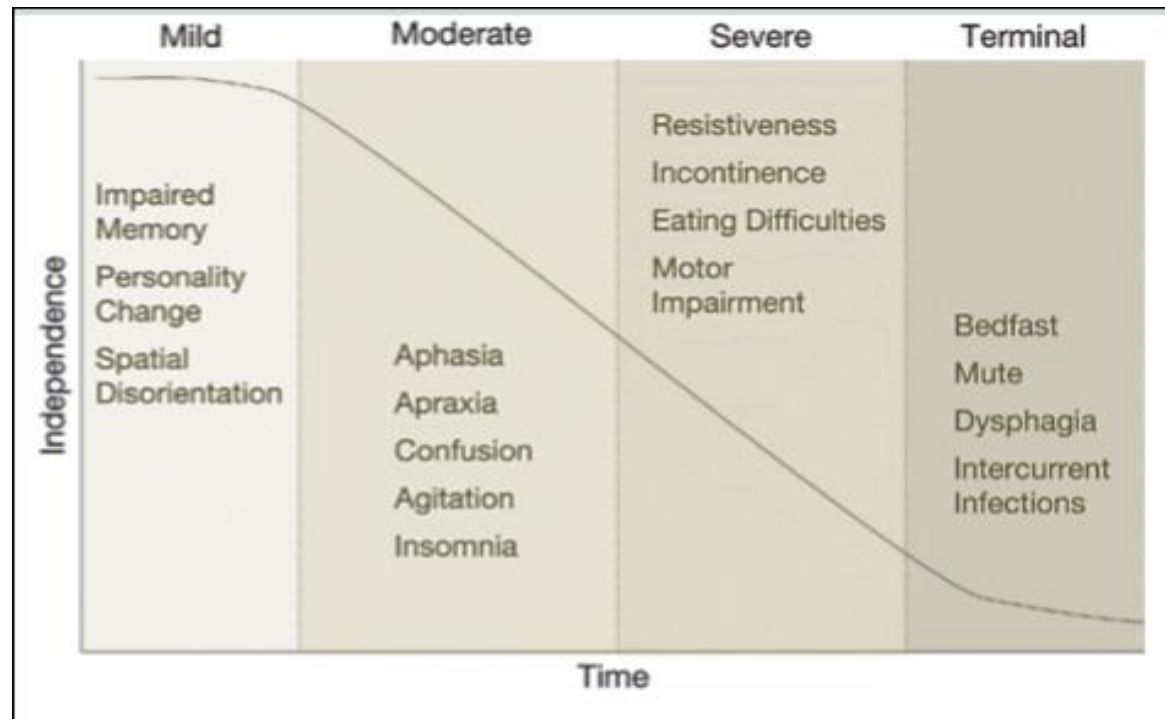 Mild
Moderate
Severe
Terminal
Independence
Impaired
Memory
Personality
Change
Spatial
Disorientation
Aphasia
Apraxia
Confusion
Agitation
Insomnia
Resistiveness
Incontinence
Eating Difficulties
Motor
Impairment
Bedfast
Mute
Dysphagia
Intercurrent
Infections
Time